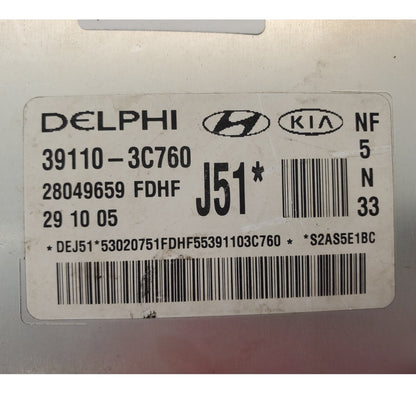 DELPHI KIA NF
39110-3C760 5
28049659 FDHF J51* N
29 10 05 33
*DEJ51*53020751FDHF55391103C760* *S2AS5E1BC